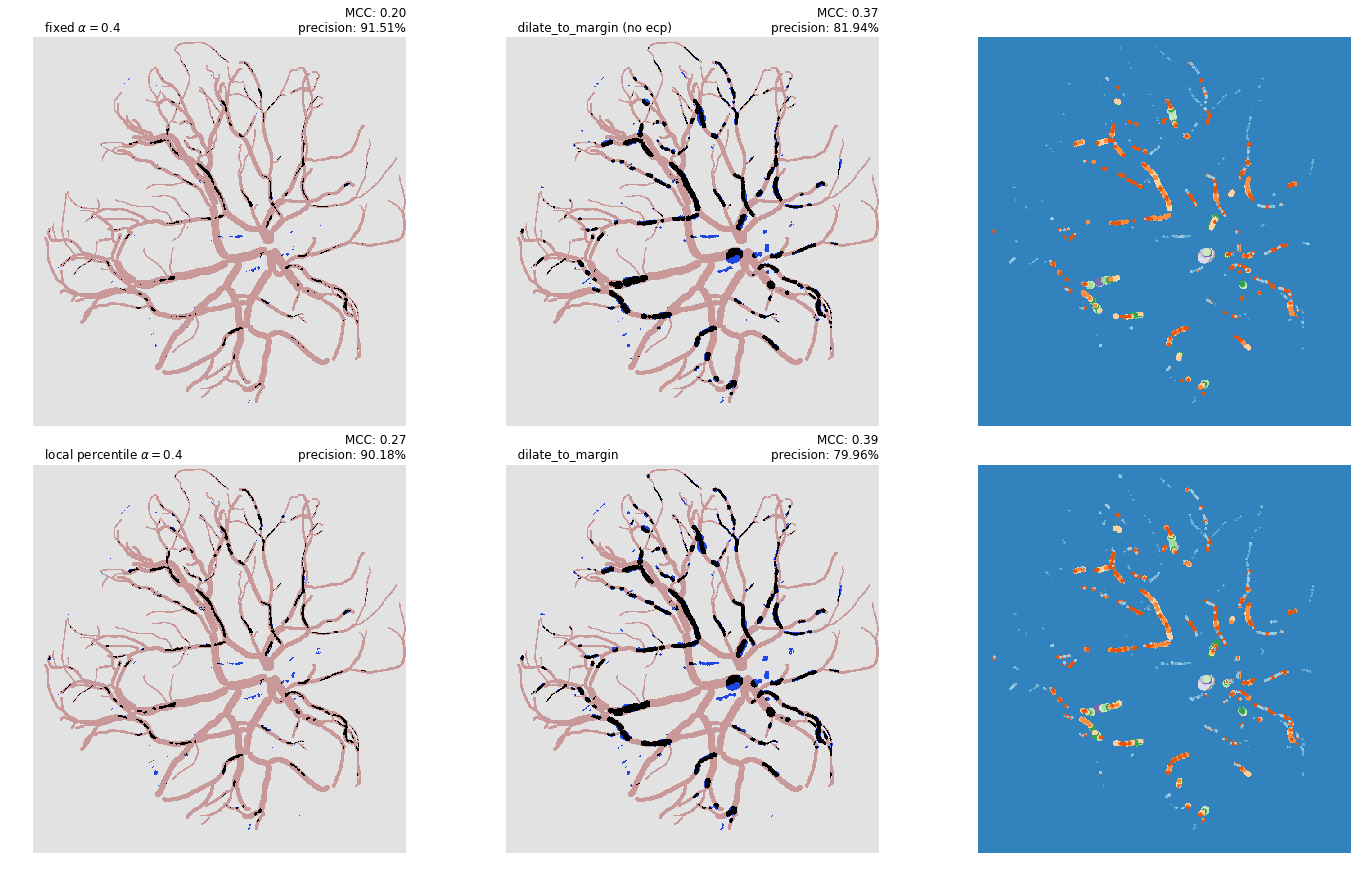 MCC: 0.20
fixed α = 0.4 precision: 91.51%
MCC: 0.37
dilate_to_margin (no ecp) precision: 81.94%
MCC: 0.27
local percentile α = 0.4 precision: 90.18%
MCC: 0.39
dilate_to_margin precision: 79.96%